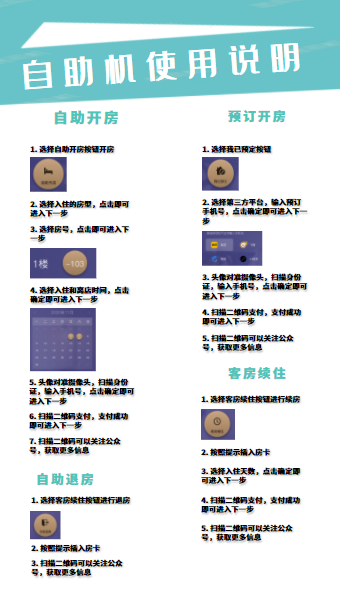 自助机使用说明
自助开房
1. 选择自助开房按钮开房
2. 选择入住的房型，点击即可
进入下一步
3. 选择房号，点击即可进入下
一步
1楼
-103
4. 选择入住和离店时间，点击
确定即可进入下一步
5. 头像对准摄像头，扫描身份
证，输入手机号，点击确定即可
进入下一步
6. 扫描二维码支付，支付成功
即可进入下一步
7. 扫描二维码可以关注公众
号，获取更多信息
自助退房
1. 选择客房续住按钮进行退房
2. 按照提示插入房卡
3. 扫描二维码可以关注公众
号，获取更多信息
预订开房
1. 选择我已预定按钮
2. 选择第三方平台，输入预订
手机号，点击确定即可进入下一
步
3. 头像对准摄像头，扫描身份
证，输入手机号，点击确定即可
进入下一步
4. 扫描二维码支付，支付成功
即可进入下一步
5. 扫描二维码可以关注公众
号，获取更多信息
客房续住
1. 选择客房续住按钮进行续房
2. 按照提示插入房卡
3. 选择入住天数，点击确定即
可进入下一步
4. 扫描二维码支付，支付成功
即可进入下一步
5. 扫描二维码可以关注公众
号，获取更多信息